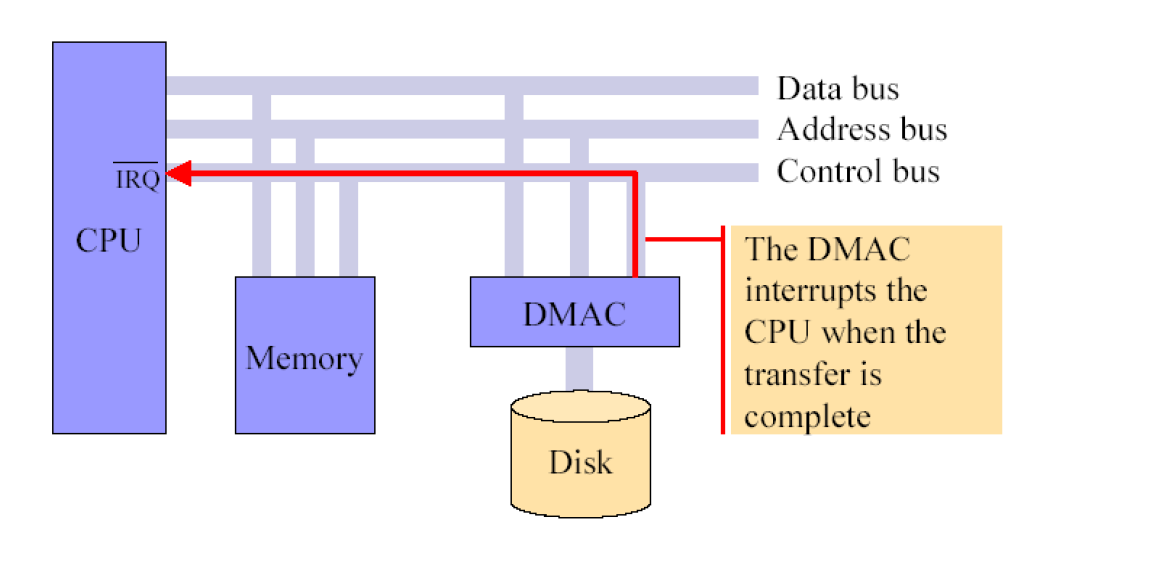 Data bus
Address bus
Control bus
IRQ
CPU
The DMAC
interrupts the
CPU when the
transfer is
complete
DMAC
Memory
Disk